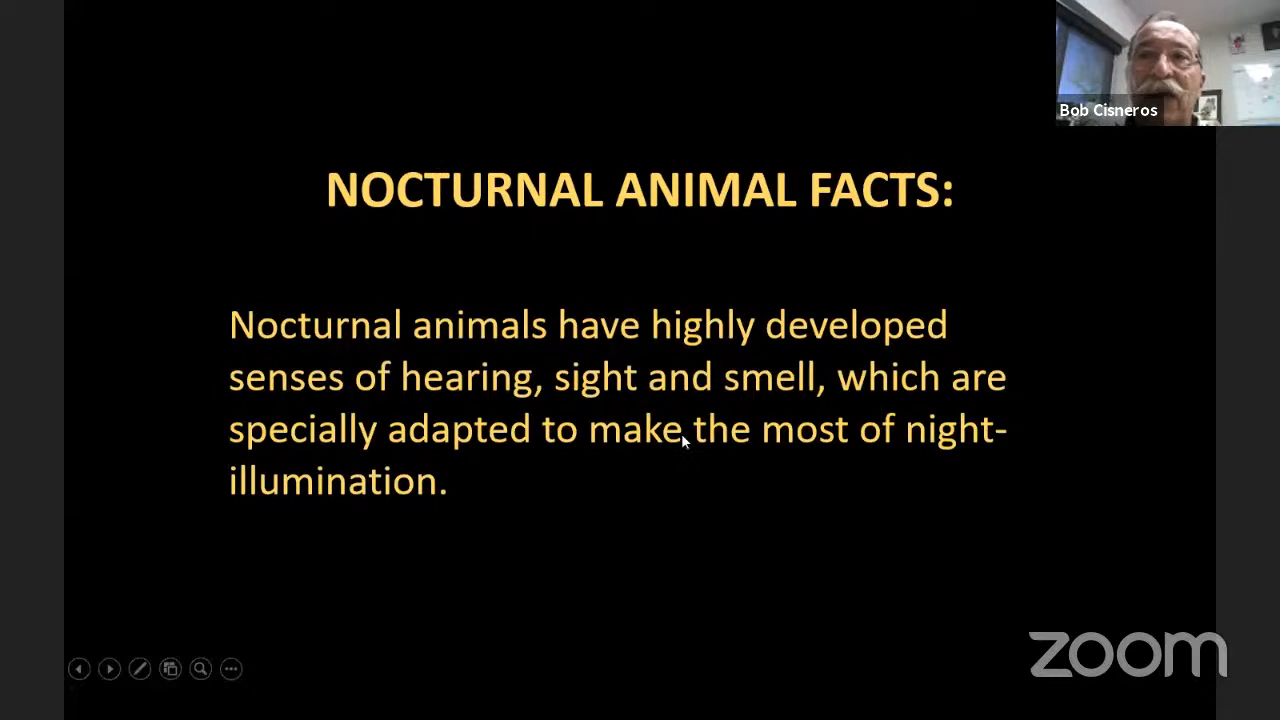 Bob Cisneros
NOCTURNAL ANIMAL FACTS:
Nocturnal animals have highly developed
senses of hearing, sight and smell, which are
specially adapted to make the most of night-
illumination.
zoom